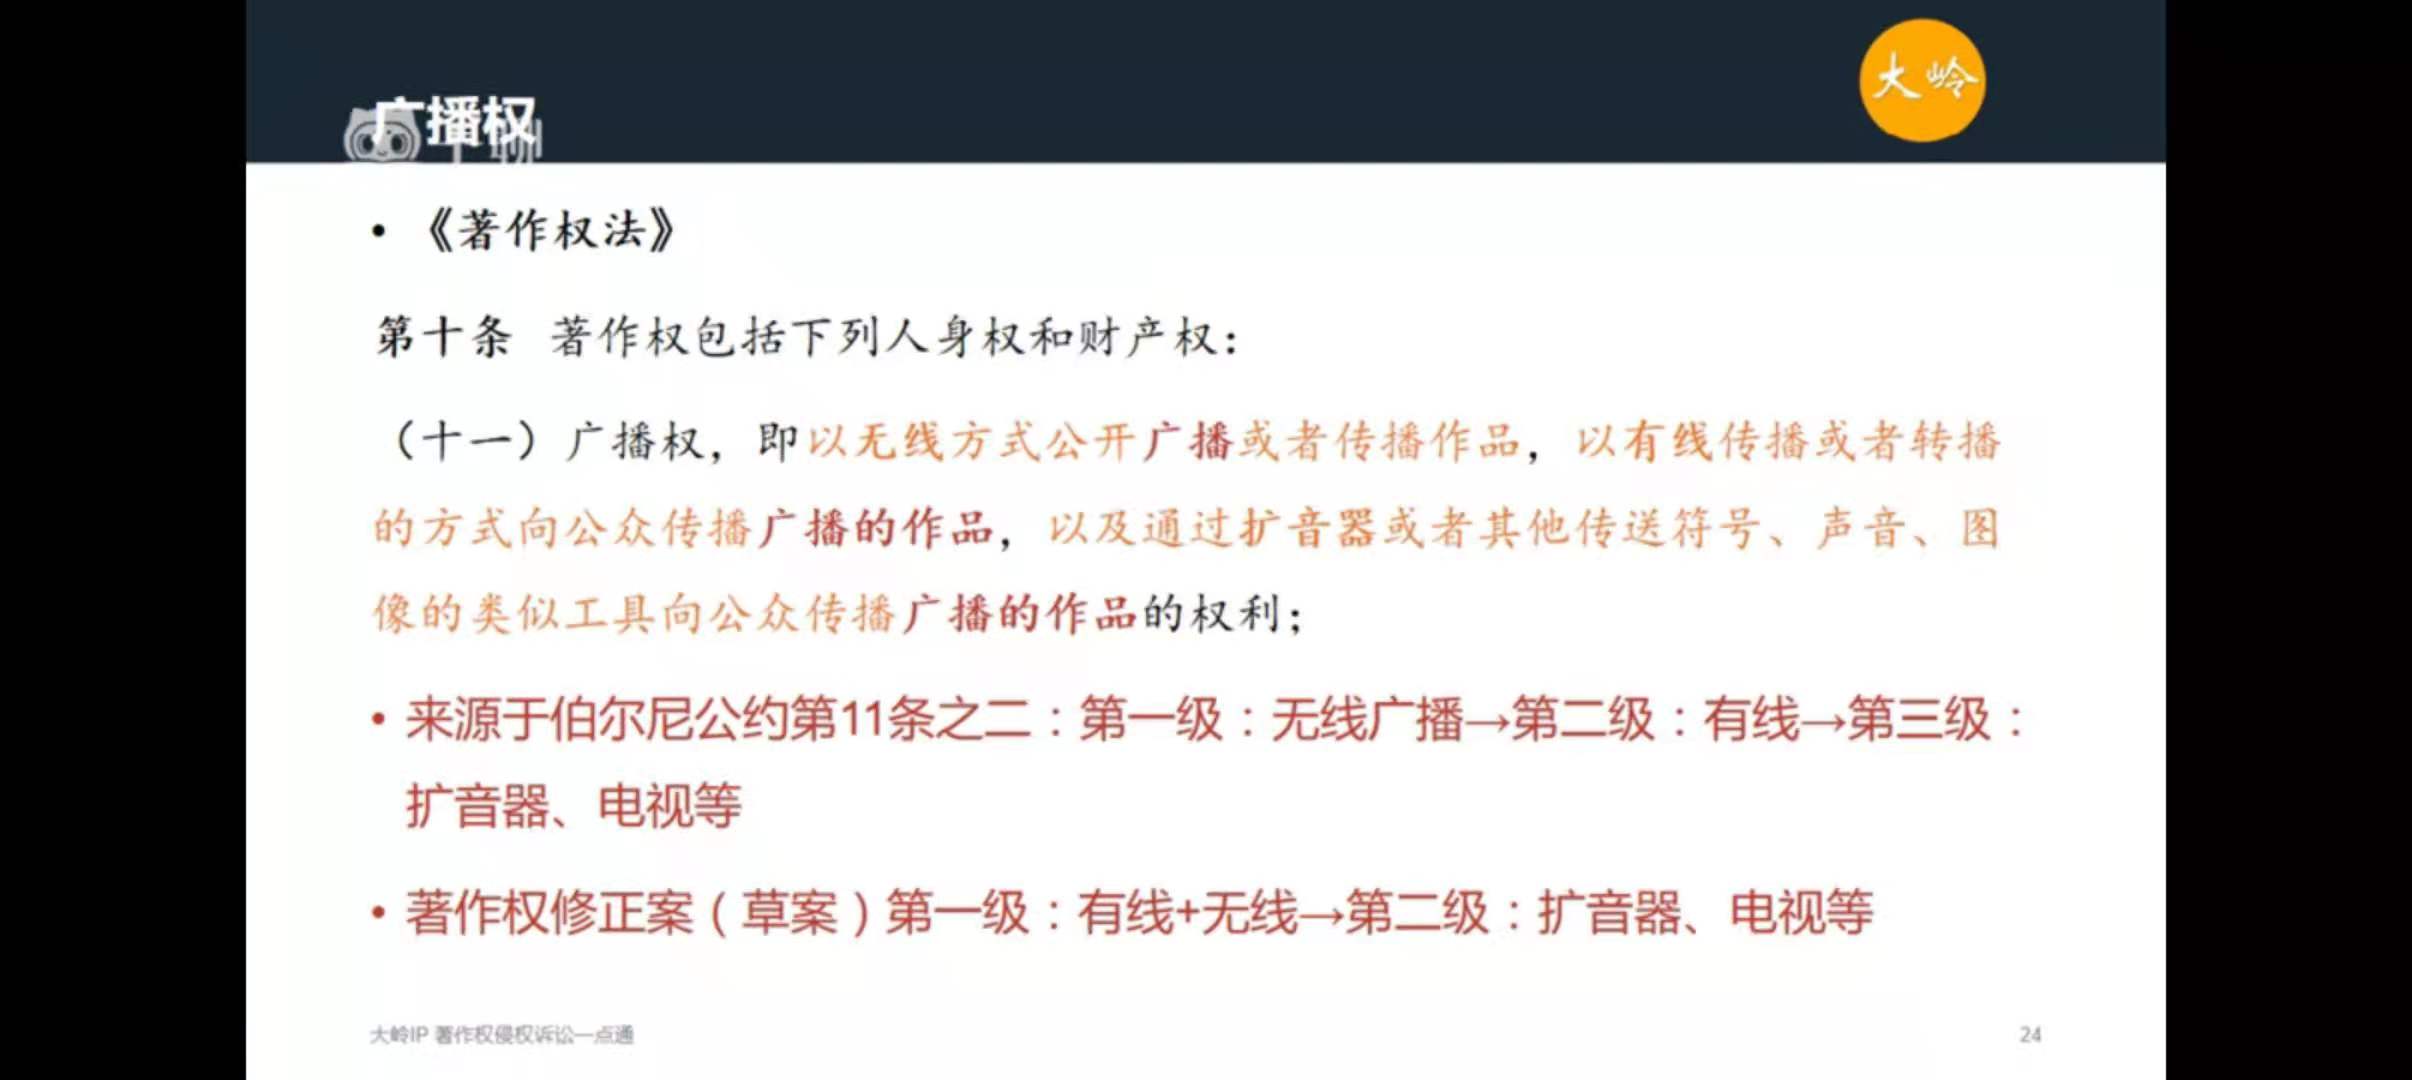 大岭
广播权
• 《著作权法》
第十条 著作权包括下列人身权和财产权：
（十一）广播权，即以无线方式公开广播或者传播作品，以有线传播或者转播
的方式向公众传播广播的作品，以及通过扩音器或者其他传送符号、声音、图
像的类似工具向公众传播广播的作品的权利；
• 来源于伯尔尼公约第11条之二：第一级：无线广播→第二级：有线→第三级：
扩音器、电视等
• 著作权修正案（草案）第一级：有线+无线→第二级：扩音器、电视等
大岭IP 著作权侵权诉讼一点通
24